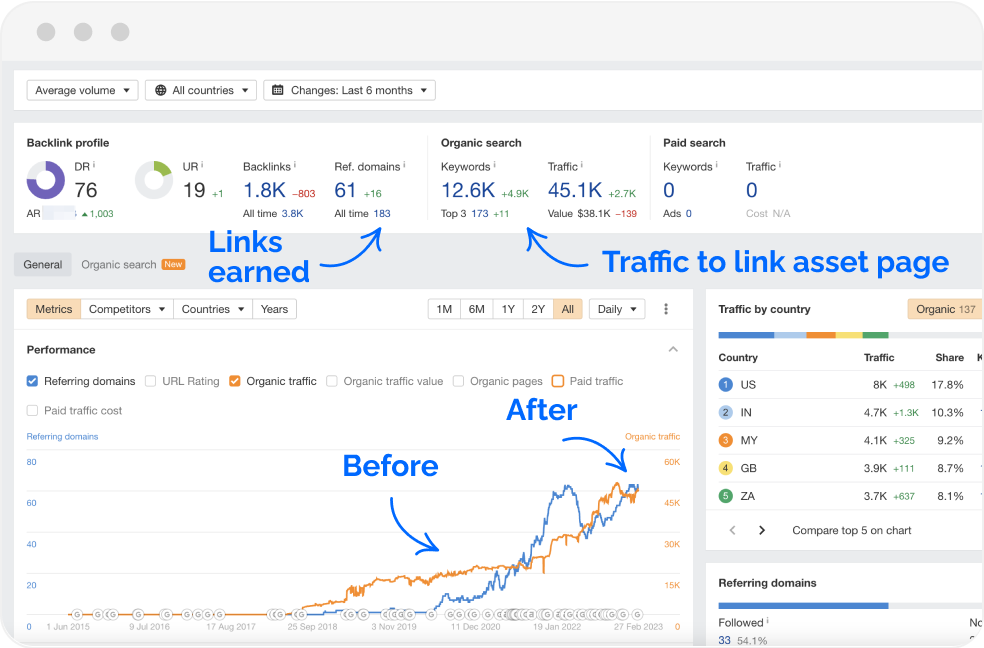 Average volume All countries Changes: Last 6 months
Backlink profile Organic search Paid search
DR UR Backlinks Ref. domains Keywords Traffic Keywords Traffic
76 19 +1 1.8K –803 61 +16 12.6K +4.9K 45.1K +2.7K 0 0
AR 1,003 All time 3.8K All time 183 Top 3 173 +11 Value $38.1K –139 Ads 0 Cost N/A
Links
earned
Traffic to link asset page
General Organic search New
Metrics Competitors Countries Years 1M 6M 1Y 2Y All Daily
Performance
Referring domains URL Rating Organic traffic Organic traffic value Organic pages Paid traffic
Paid traffic cost
After
Before
Referring domains Organic traffic
80 60K
60 45K
40 30K
20 15K
0 1 Jun 2015 9 Jul 2016 17 Aug 2017 25 Sep 2018 3 Nov 2019 11 Dec 2020 19 Jan 2022 27 Feb 2023 0
Traffic by country Organic 137
Country Traffic Share
1 US 8K +498 17.8%
2 IN 4.7K +1.3K 10.3%
3 MY 4.1K +325 9.2%
4 GB 3.9K +111 8.7%
5 ZA 3.7K +637 8.1%
Compare top 5 on chart
Referring domains
Followed No
33 54.1%